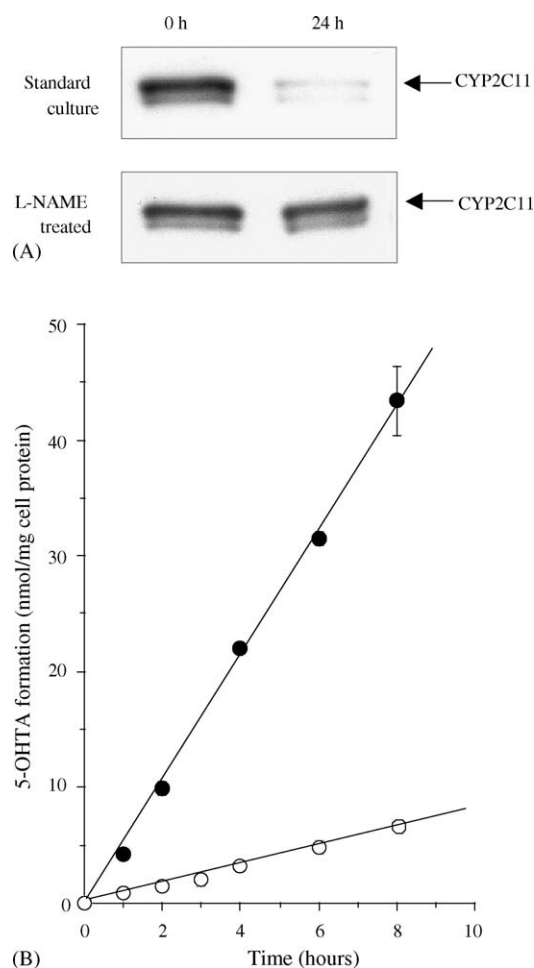 0 h 24 h
Standard
culture
CYP2C11
L-NAME
treated
CYP2C11
(A)
50
40
30
20
10
0
5-OHTA formation (nmol/mg cell protein)
0 2 4 6 8 10
Time (hours)
(B)